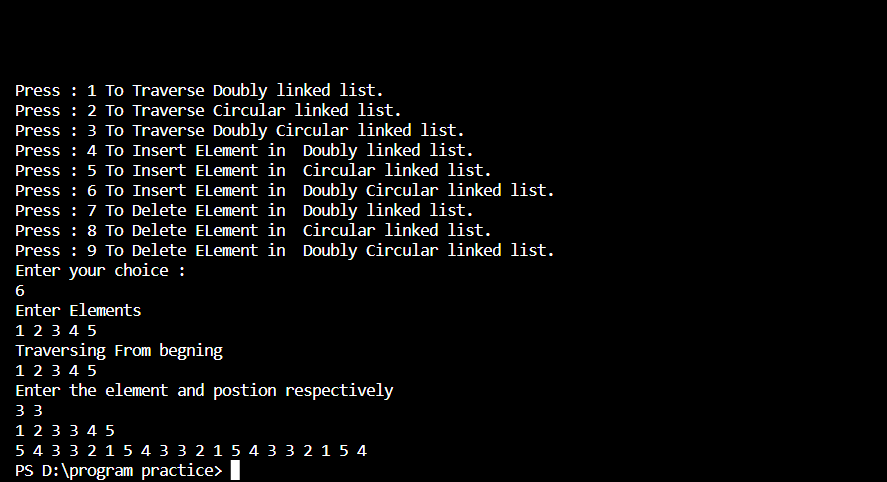 Press : 1 To Traverse Doubly linked list.
Press : 2 To Traverse Circular linked list.
Press : 3 To Traverse Doubly Circular linked list.
Press : 4 To Insert ELement in  Doubly linked list.
Press : 5 To Insert ELement in  Circular linked list.
Press : 6 To Insert ELement in  Doubly Circular linked list.
Press : 7 To Delete ELement in  Doubly linked list.
Press : 8 To Delete ELement in  Circular linked list.
Press : 9 To Delete ELement in  Doubly Circular linked list.
Enter your choice :
6
Enter Elements
1 2 3 4 5
Traversing From begning
1 2 3 4 5
Enter the element and postion respectively
3 3
1 2 3 3 4 5
5 4 3 3 2 1 5 4 3 3 2 1 5 4 3 3 2 1 5 4
PS D:\program practice>